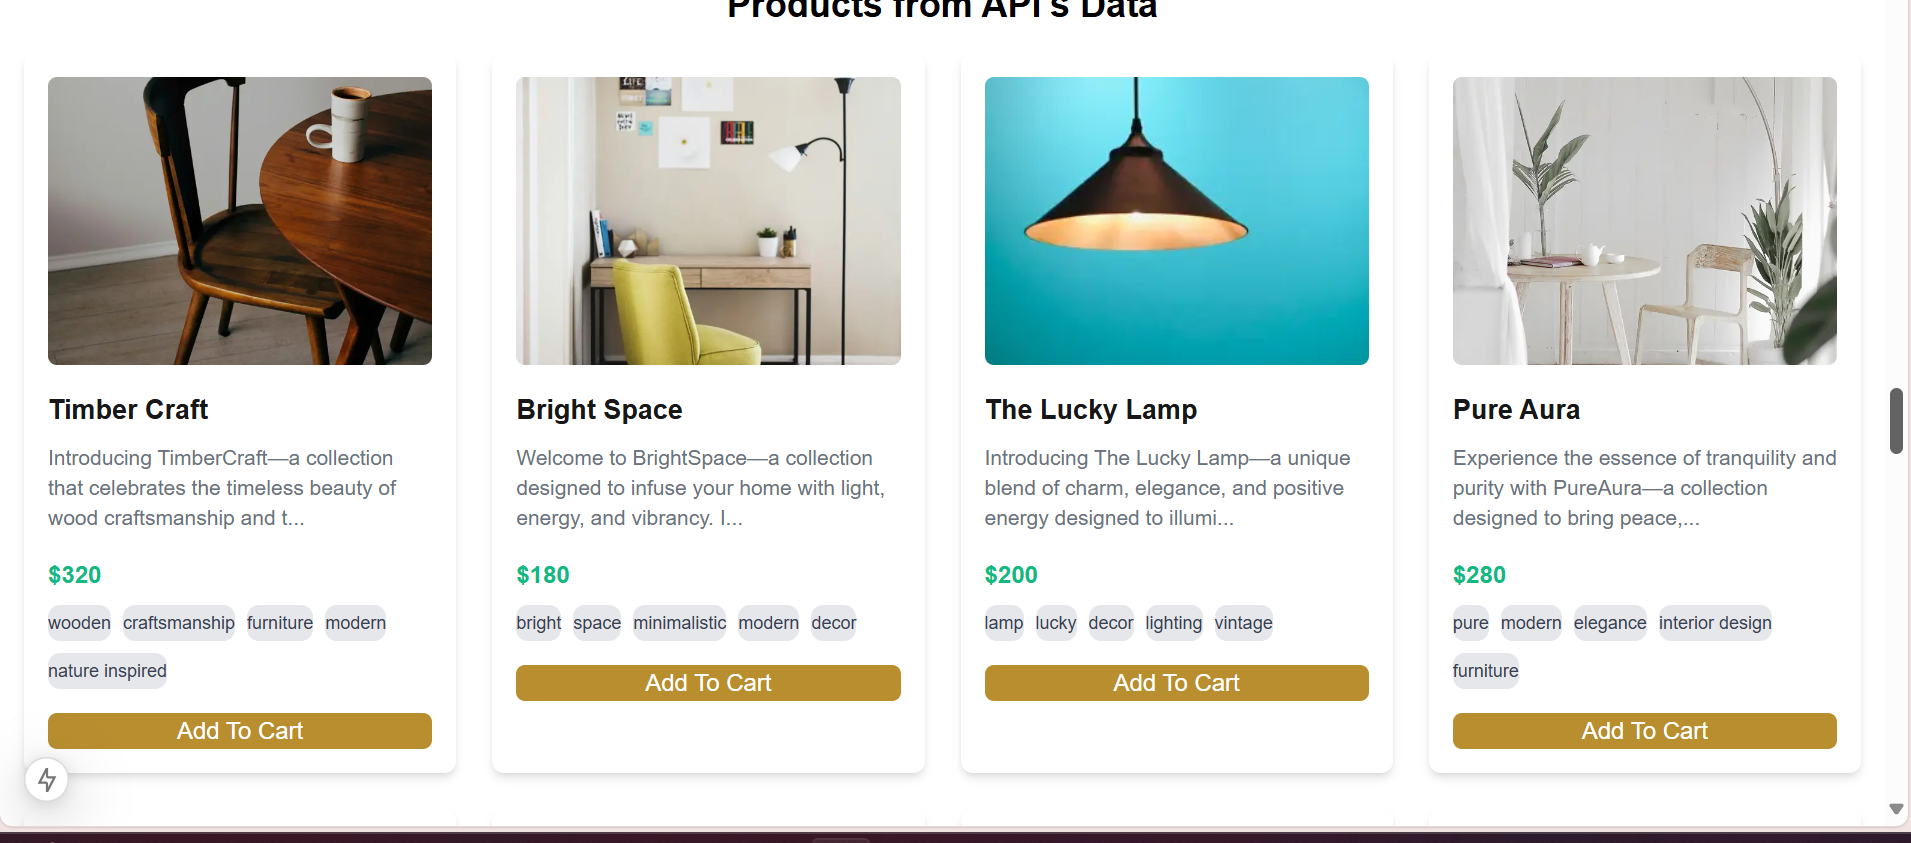 Products from API's Data
Timber Craft
Introducing TimberCraft—a collection
that celebrates the timeless beauty of
wood craftsmanship and t...
$320
wooden craftsmanship furniture modern
nature inspired
Add To Cart
Bright Space
Welcome to BrightSpace—a collection
designed to infuse your home with light,
energy, and vibrancy. I...
$180
bright space minimalistic modern decor
Add To Cart
The Lucky Lamp
Introducing The Lucky Lamp—a unique
blend of charm, elegance, and positive
energy designed to illumi...
$200
lamp lucky decor lighting vintage
Add To Cart
Pure Aura
Experience the essence of tranquility and
purity with PureAura—a collection
designed to bring peace,...
$280
pure modern elegance interior design
furniture
Add To Cart